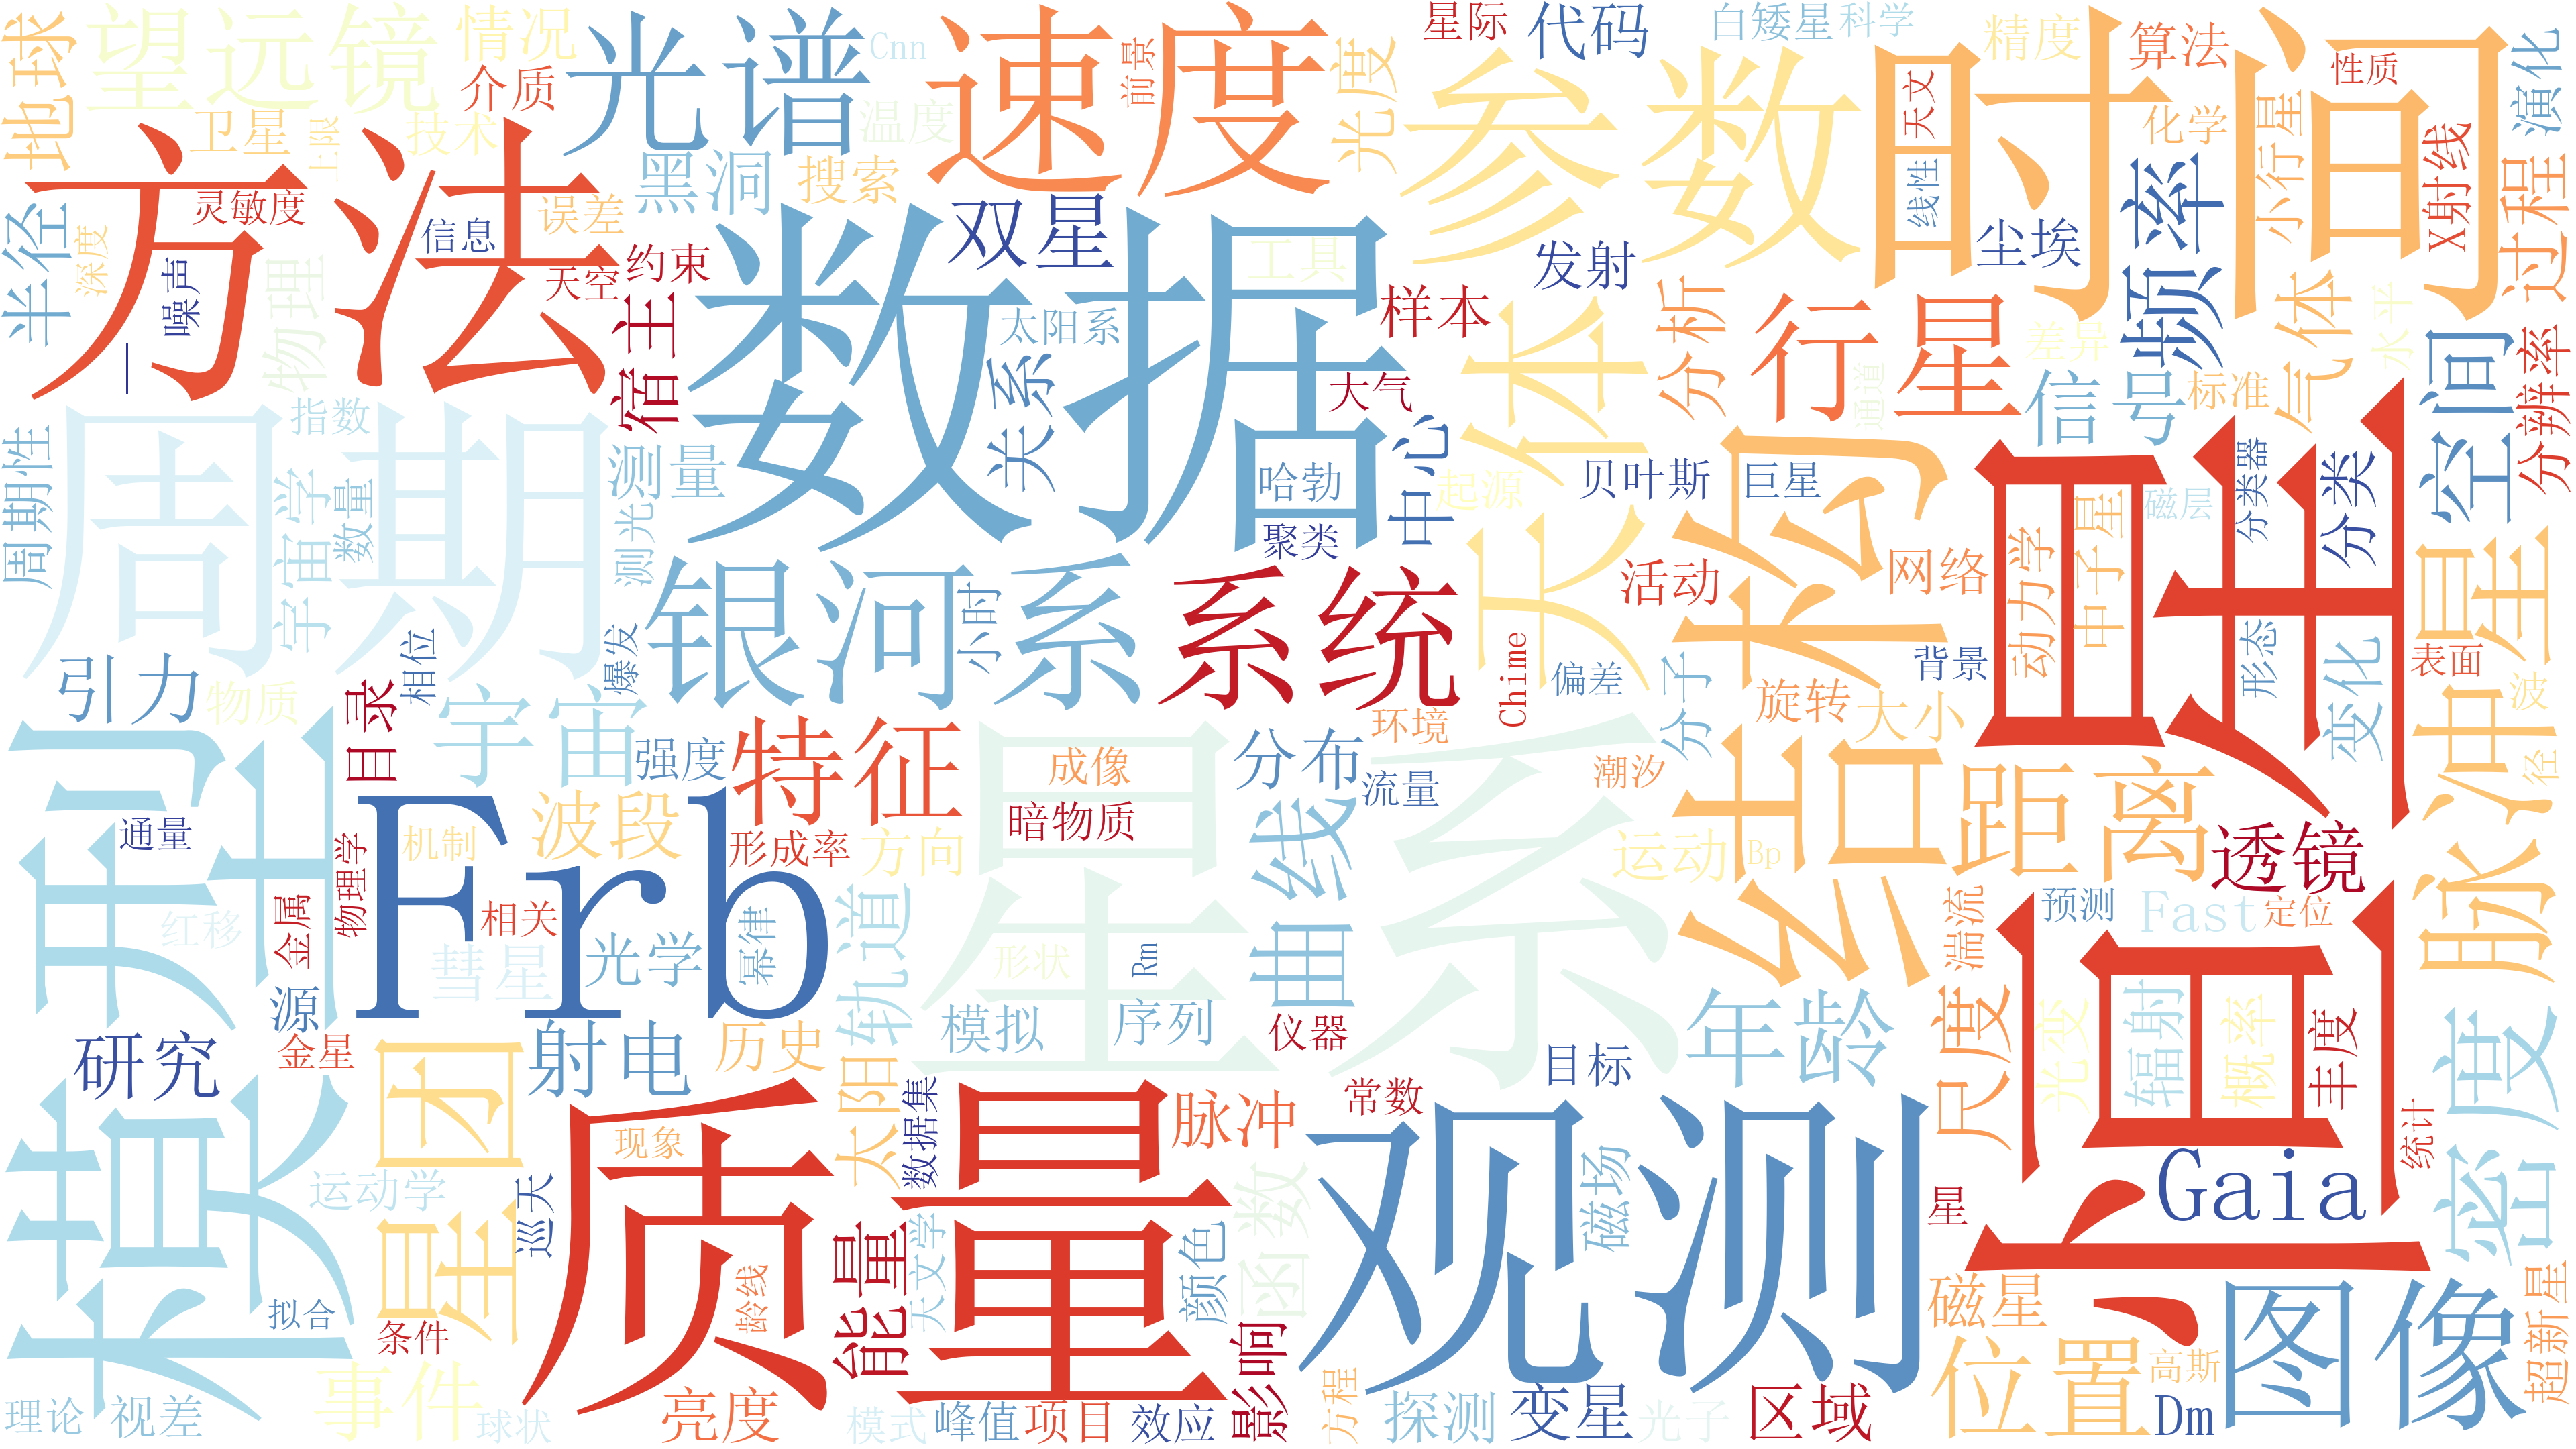 地球
望远镜
情况
介质
光谱
Cnn
速度
前景
星际
代码
白矮星
科学
精度
算法
性质
演化
卫星
上限
技术
黑洞
温度
搜索
光度
参数
时间
天文
线性
化学
小行星
X射线
过程
方法
灵敏度
信息
误差
天空
约束
半径
深度
噪声
物理
一
宿主
数据
双星
工具
太阳系
关系
发射
样本
大气
中心
哈勃
聚类
天体
分析
行星
尘埃
频率
气体
差异
水平
信号
标准
通道
空间
分辨率
周期
周期性
指数
宇宙学
数量
测量
测光
银河系
小时
系统
起源
贝叶斯
巨星
结构
恒星
动力学
中子星
磁层
分类器
分类
脉冲星
活动
网络
背景
形态
变化
表面
波
径
引力
物质
目录
相位
爆发
宇宙
强度
模型
通量
物理学
机制
红移
金属
源
金星
Frb
波段
相关
彗星
光学
特征
成像
形成率
幂律
方向
轨道
暗物质
星系
形状
Rm
分布
环境
流量
曲线
Chime
偏差
潮汐
分子
旋转
大小
运动
Bp
距离
透镜
湍流
预测
Fast
定位
尺度
光变
辐射
概率
丰度
统计
密度
值
研究
星团
射电
历史
太阳
数据集
模拟
序列
仪器
脉冲
常数
目标
年龄
质量
现象
运动学
巡天
拟合
条件
事件
球状
理论
视差
龄线
亮度
能量
天文学
模式
峰值
项目
效应
颜色
函数
影响
方程
观测
磁场
探测
变星
光子
区域
星
Gaia
磁星
位置
高斯
Dm
图像
超新星